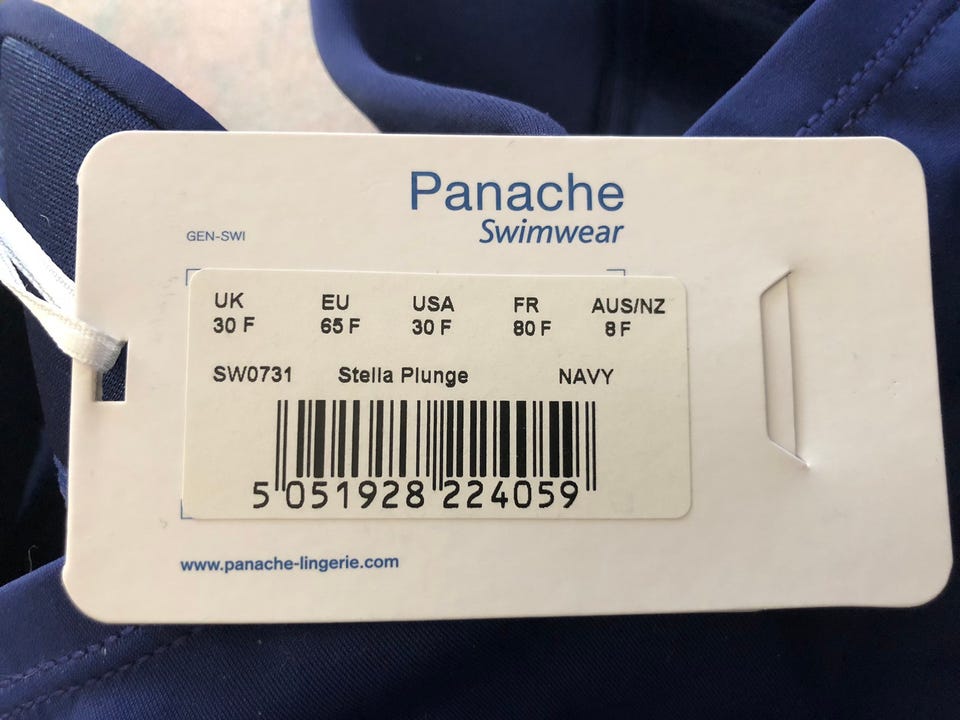 Panache
Swimwear
GEN-SWI
UK EU USA FR AUS/NZ
30 F 65 F 30 F 80 F 8 F
SW0731 Stella Plunge NAVY
5 051928 224059
www.panache-lingerie.com